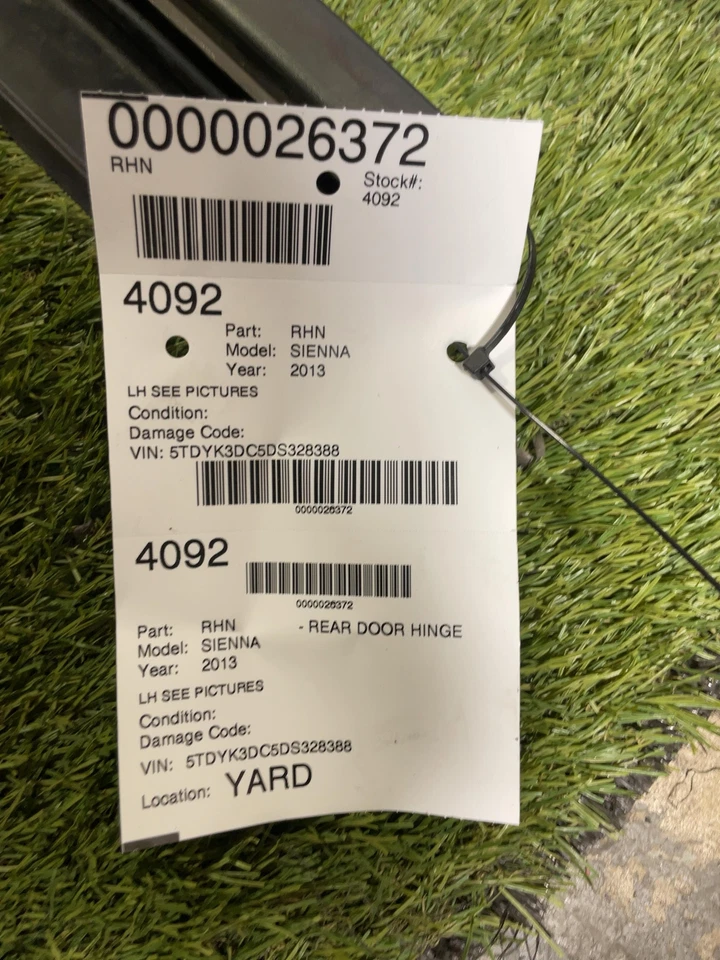 0000026372
RHN
Stock#:
4092
4092
Part: RHN
Model: SIENNA
Year: 2013
LH SEE PICTURES
Condition:
Damage Code:
VIN: 5TDYK3DC5DS328388
0000026372
4092
0000026372
Part: RHN - REAR DOOR HINGE
Model: SIENNA
Year: 2013
LH SEE PICTURES
Condition:
Damage Code:
VIN: 5TDYK3DC5DS328388
Location: YARD